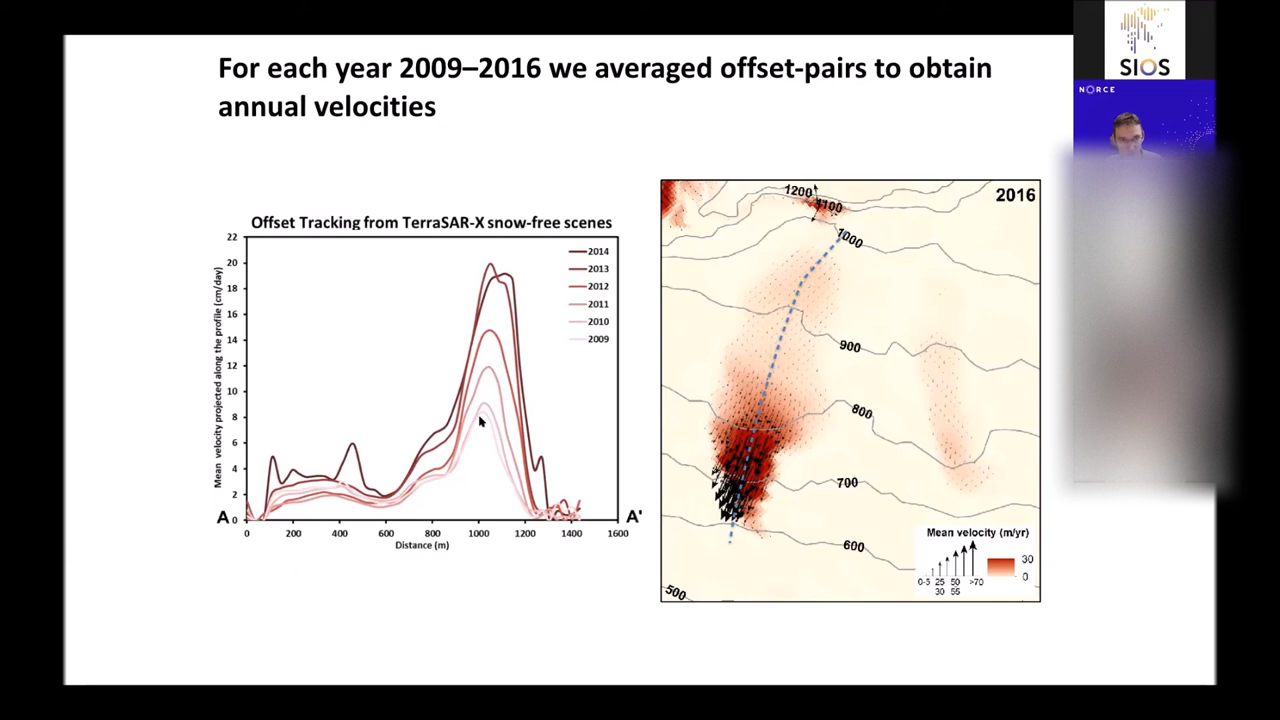 For each year 2009–2016 we averaged offset-pairs to obtain
annual velocities
SIOS
NORCE
Offset Tracking from TerraSAR-X snow-free scenes
Mean velocity projected along the profile (cm/day)
22
20
18
16
14
12
10
8
6
4
2
0
2014
2013
2012
2011
2010
2009
A
A'
0 200 400 600 800 1000 1200 1400 1600
Distance (m)
2016
1200
1100
1000
900
800
700
600
500
Mean velocity (m/yr)
30
0
0-5 25 50 >70
30 55